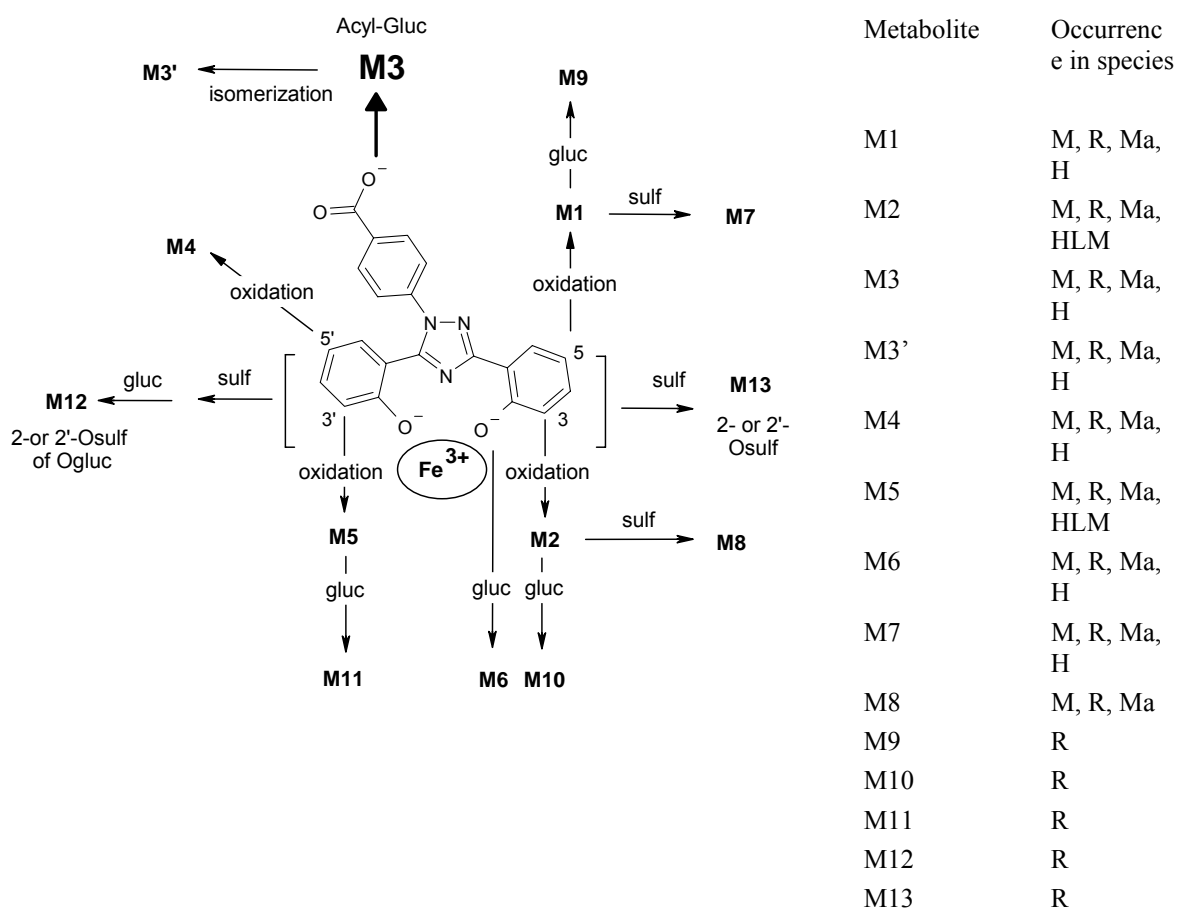 Acyl-Gluc
M3
M3'
isomerization
M9
gluc
M1
sulf
M7
oxidation
O−
O
M4
oxidation
N
N
N
5'
5
3'
3
O−
O−
Fe3+
gluc
sulf
M12
2-or 2'-Osulf
of Ogluc
sulf
M13
2- or 2'-
Osulf
oxidation
M5
gluc
M11
gluc
M6
oxidation
M2
sulf
M8
gluc
M10
Metabolite Occurrenc
e in species
M1 M, R, Ma,
H
M2 M, R, Ma,
HLM
M3 M, R, Ma,
H
M3’ M, R, Ma,
H
M4 M, R, Ma,
H
M5 M, R, Ma,
HLM
M6 M, R, Ma,
H
M7 M, R, Ma,
H
M8 M, R, Ma
M9 R
M10 R
M11 R
M12 R
M13 R